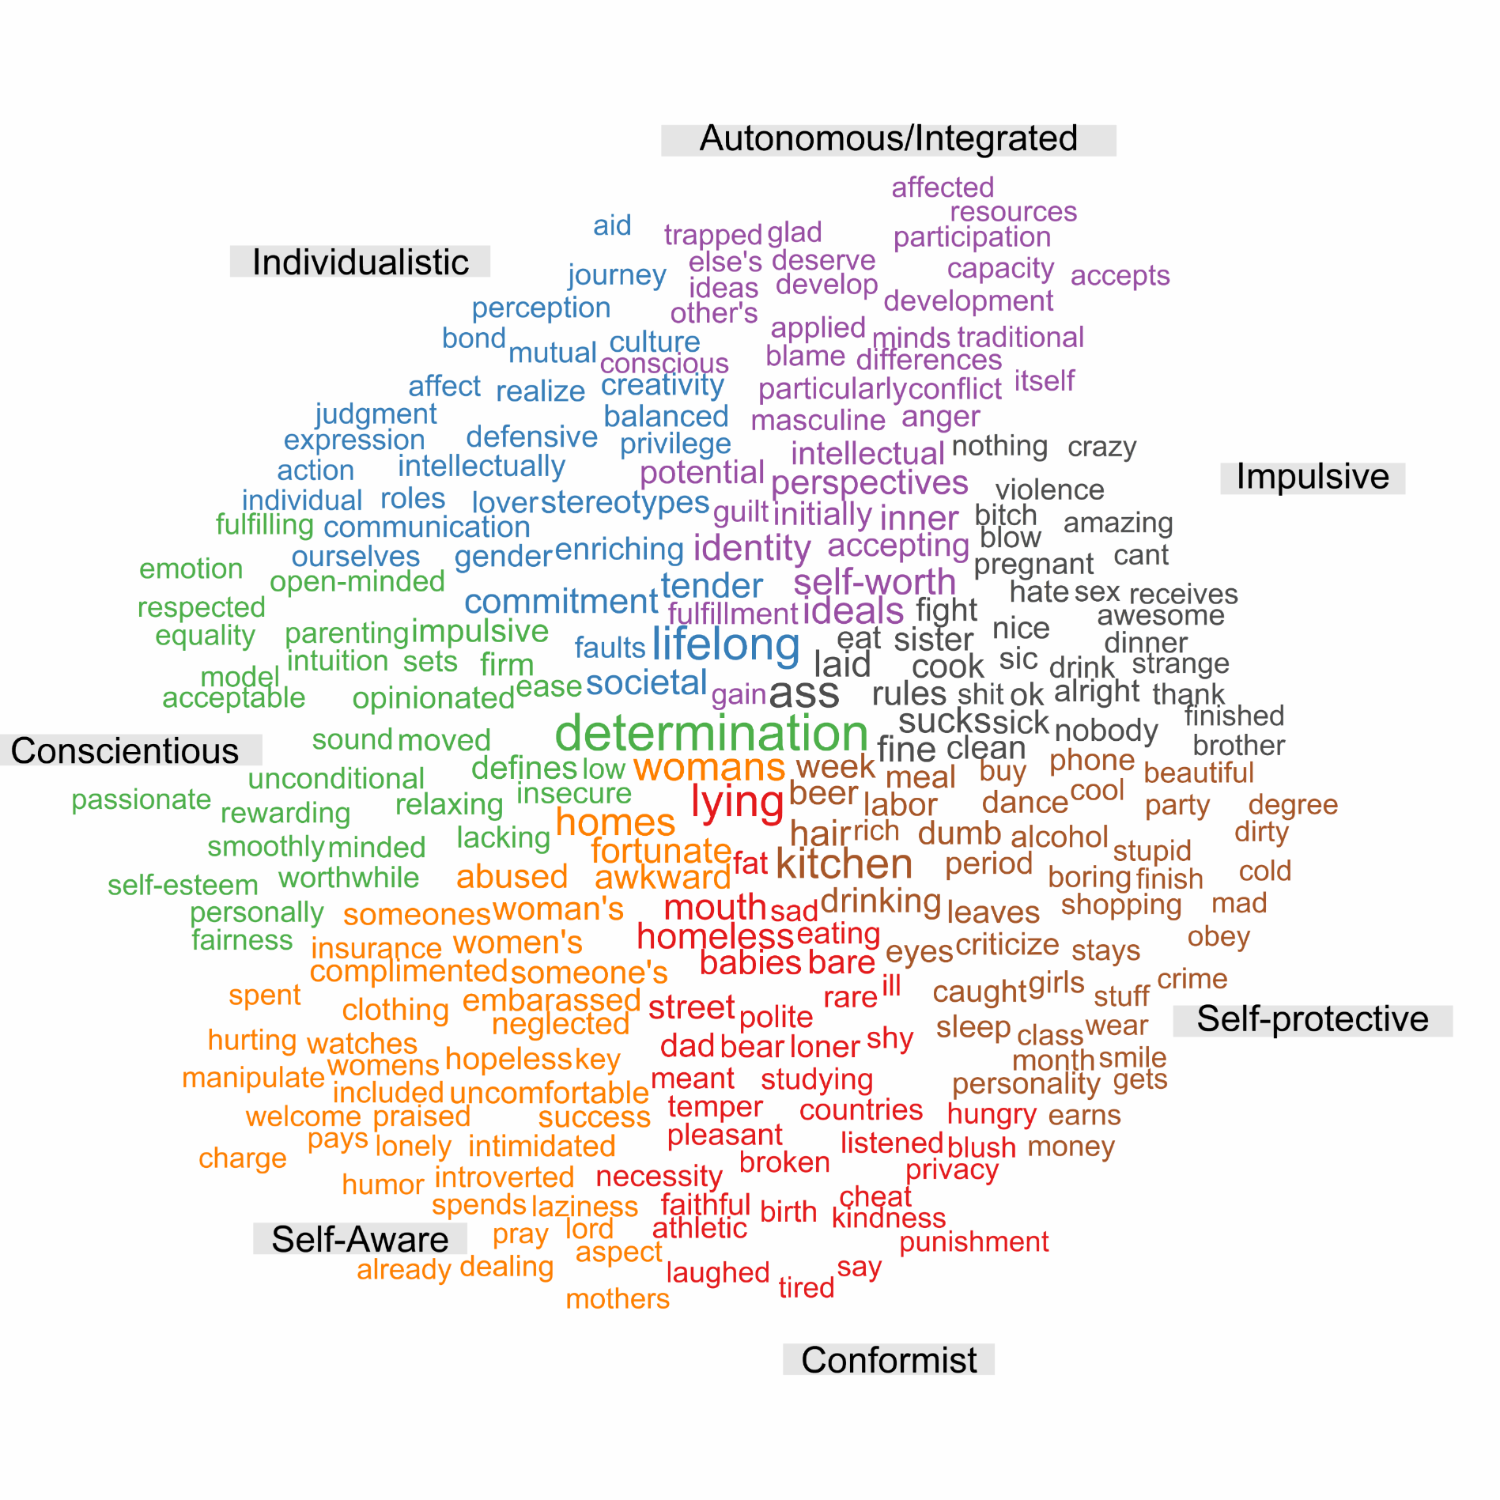 Autonomous/Integrated
affected
resources
aid
trapped glad participation
Individualistic
else's deserve capacity accepts
journey ideas develop development
perception other's
bond culture applied minds traditional
mutual conscious blame differences
affect realize creativity particularly conflict itself
judgment balanced masculine anger
expression defensive privilege intellectual nothing crazy
action intellectually potential perspectives violence Impulsive
individual roles lover stereotypes guilt initially inner bitch amazing
fulfilling communication identity accepting blow
ourselves gender enriching pregnant cant
emotion open-minded tender self-worth hate sex receives
respected commitment fulfillment ideals fight awesome
equality parenting impulsive faults lifelong eat sister nice dinner
model intuition sets firm laid cook sic drink strange
acceptable opinionated ease societal gain ass rules shit ok alright thank
finished
Conscientious sound moved determination sucks sick nobody brother
fine clean
unconditional defines low womans week meal buy phone beautiful
passionate rewarding relaxing insecure lying beer labor dance cool party degree
smoothly minded lacking homes hair rich dumb alcohol stupid dirty
fortunate fat kitchen period boring finish cold
self-esteem worthwhile abused awkward
personally someones woman's mouth sad drinking leaves shopping mad
fairness insurance women's homeless eating eyes criticize stays obey
complimented someone's babies bare
spent clothing embarassed street rare ill caught girls stuff crime
neglected polite Self-protective
hurting watches dad bear loner shy sleep class wear
womens hopeless key month smile
manipulate included uncomfortable meant studying personality gets
welcome praised success temper countries hungry earns
pays lonely intimidated pleasant listened blush money
charge humor introverted necessity broken privacy
spends laziness faithful birth cheat
kindness
Self-Aware pray lord athletic punishment
already dealing aspect laughed say
tired
mothers
Conformist